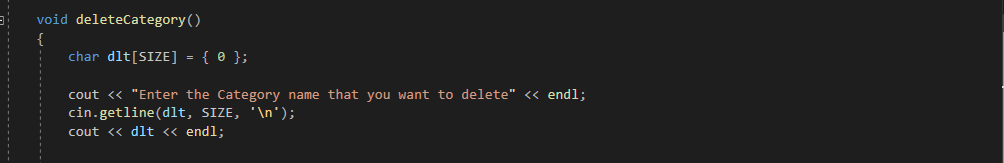 void deleteCategory()
{
char dlt[SIZE] = { 0 };
cout << "Enter the Category name that you want to delete" << endl;
cin.getline(dlt, SIZE, '\n');
cout << dlt << endl;